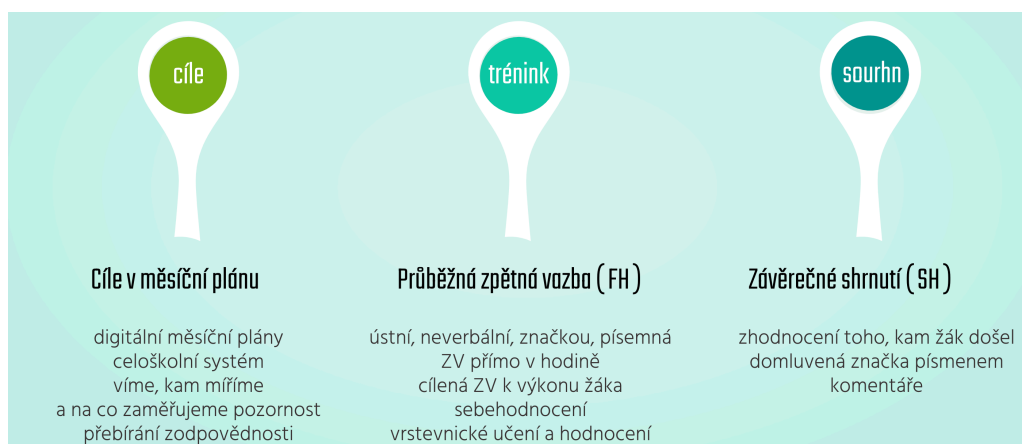 cíle
trénink
sourhn
Cíle v měsíční plánu
digitální měsíční plány
celoškolní systém
víme, kam míříme
a na co zaměřujeme pozornost
přebírání zodpovědnosti
Průběžná zpětná vazba ( FH )
ústní, neverbální, značkou, písemná
ZV přímo v hodině
cílená ZV k výkonu žáka
sebehodnocení
vrstevnické učení a hodnocení
Závěrečné shrnutí ( SH )
zhodnocení toho, kam žák došel
domluvená značka písmenem
komentáře